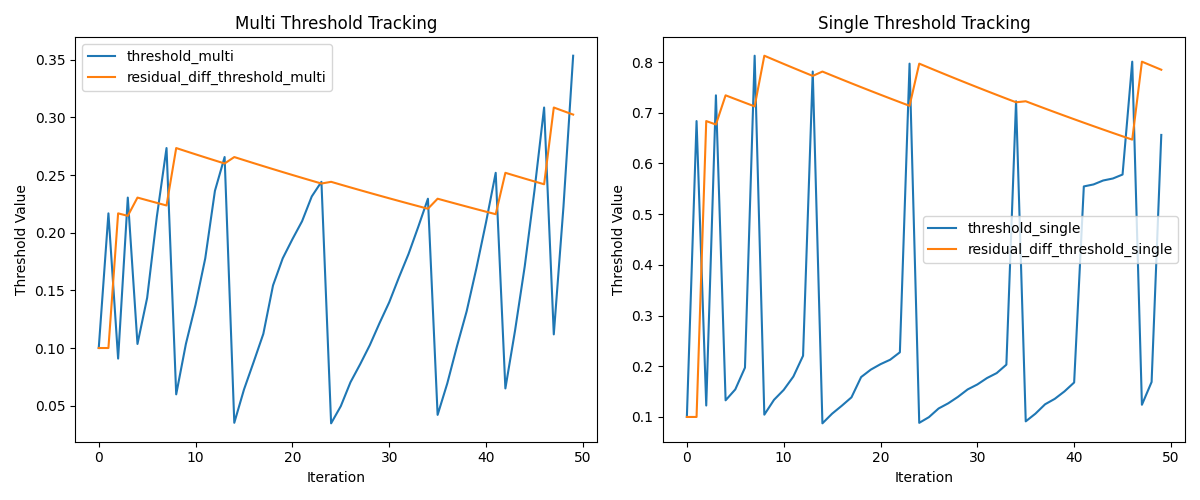 Multi Threshold Tracking
threshold_multi
residual_diff_threshold_multi
Threshold Value
0.35
0.30
0.25
0.20
0.15
0.10
0.05
0
10
20
30
40
50
Iteration
Single Threshold Tracking
threshold_single
residual_diff_threshold_single
Threshold Value
0.8
0.7
0.6
0.5
0.4
0.3
0.2
0.1
0
10
20
30
40
50
Iteration